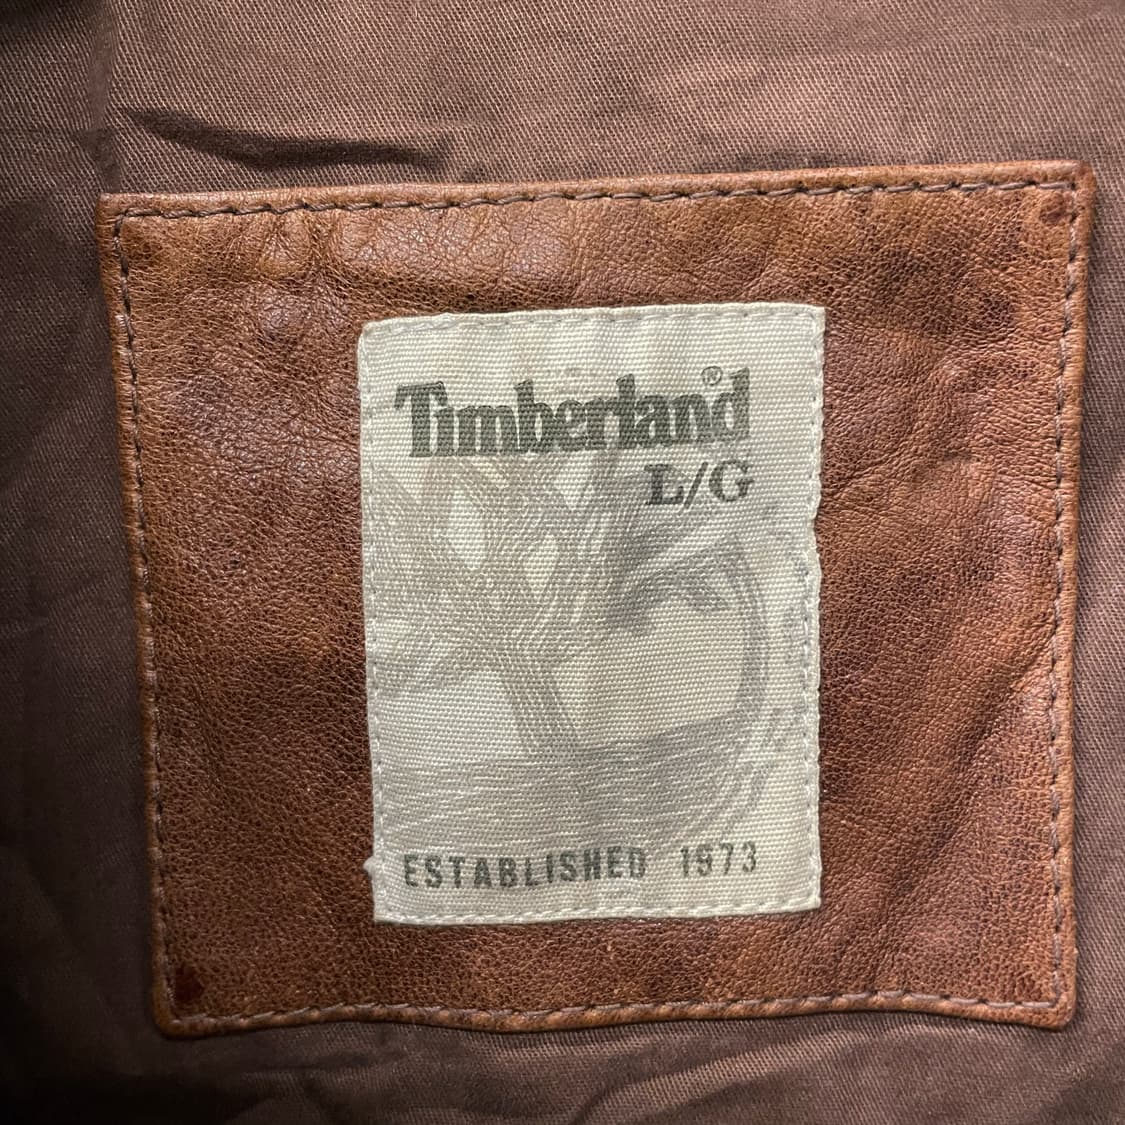 Timberland®
L/G
ESTABLISHED 1973